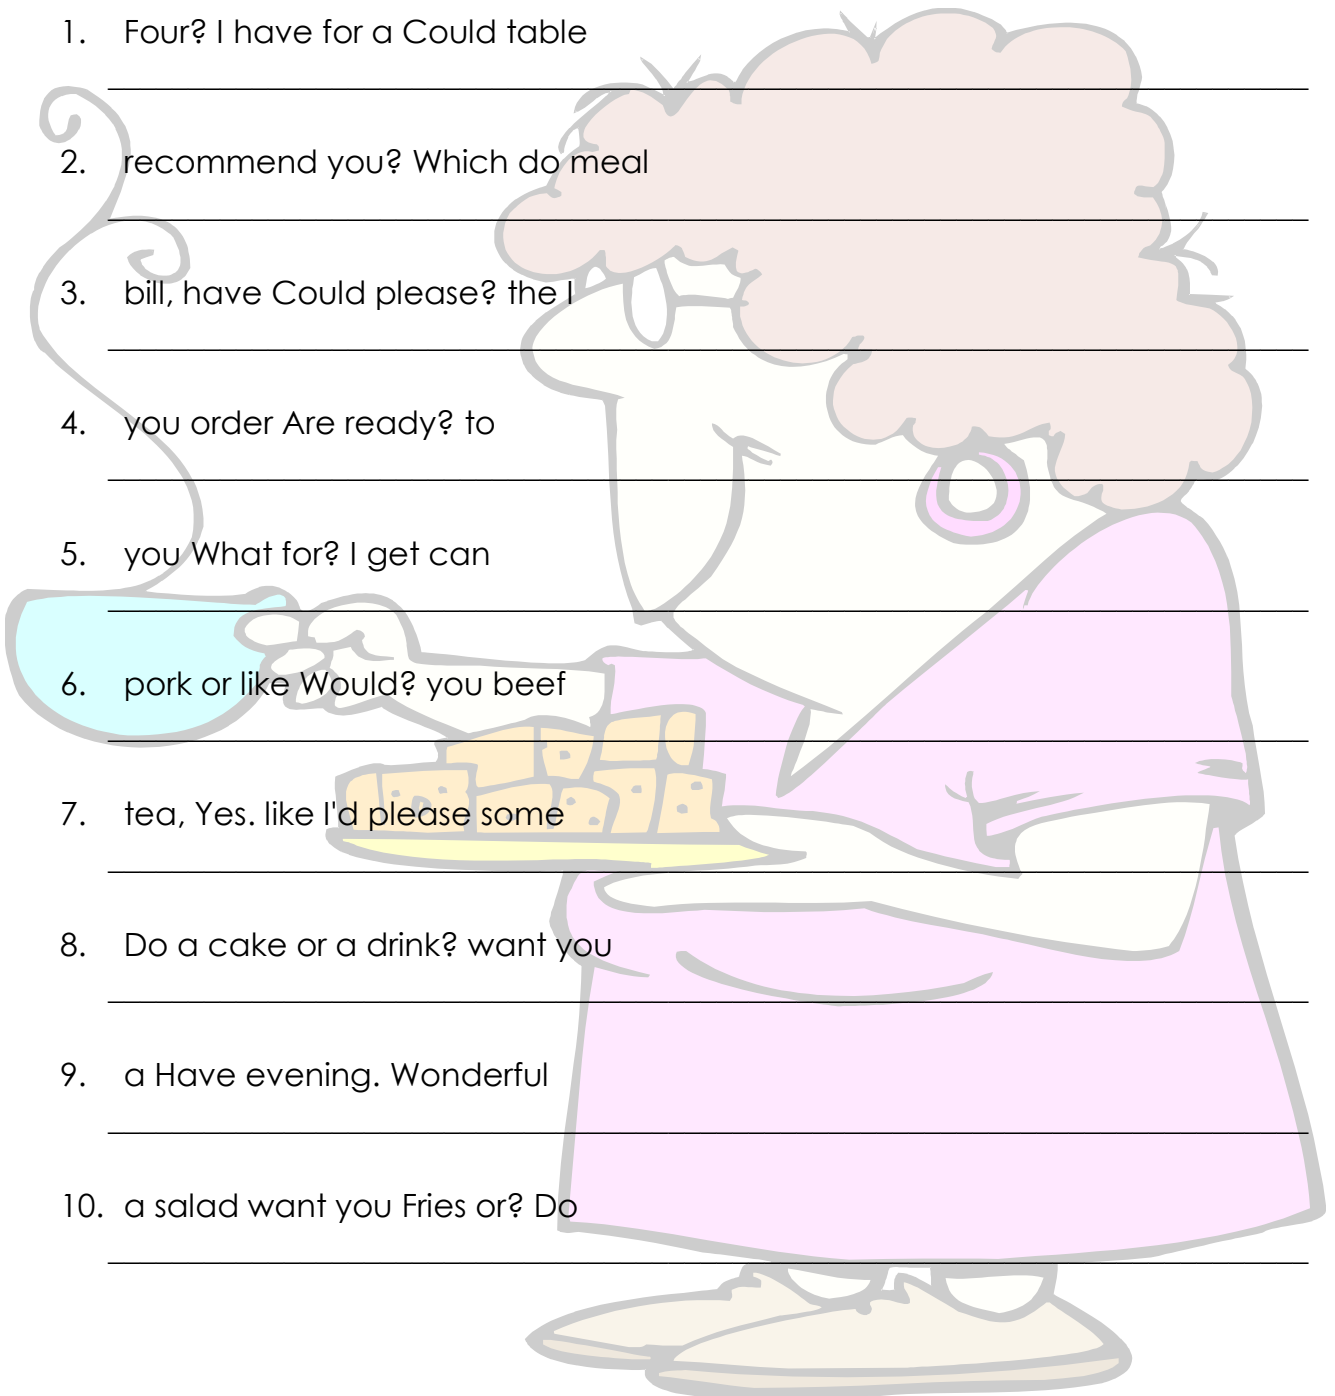 1. Four? I have for a Could table
2. recommend you? Which do meal
3. bill, have Could please? the I
4. you order Are ready? to
5. you What for? I get can
6. pork or like Would? you beef
7. tea, Yes. like I'd please some
8. Do a cake or a drink? want you
9. a Have evening. Wonderful
10. a salad want you Fries or? Do